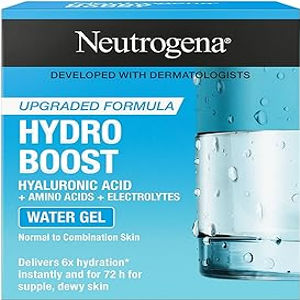 Neutrogena®
DEVELOPED WITH DERMATOLOGISTS
UPGRADED FORMULA
HYDRO
BOOST
HYALURONIC ACID
+ AMINO ACIDS + ELECTROLYTES
WATER GEL
Normal to Combination Skin
Delivers 6x hydration*
Instantly and for 72 h for
supple, dewy skin